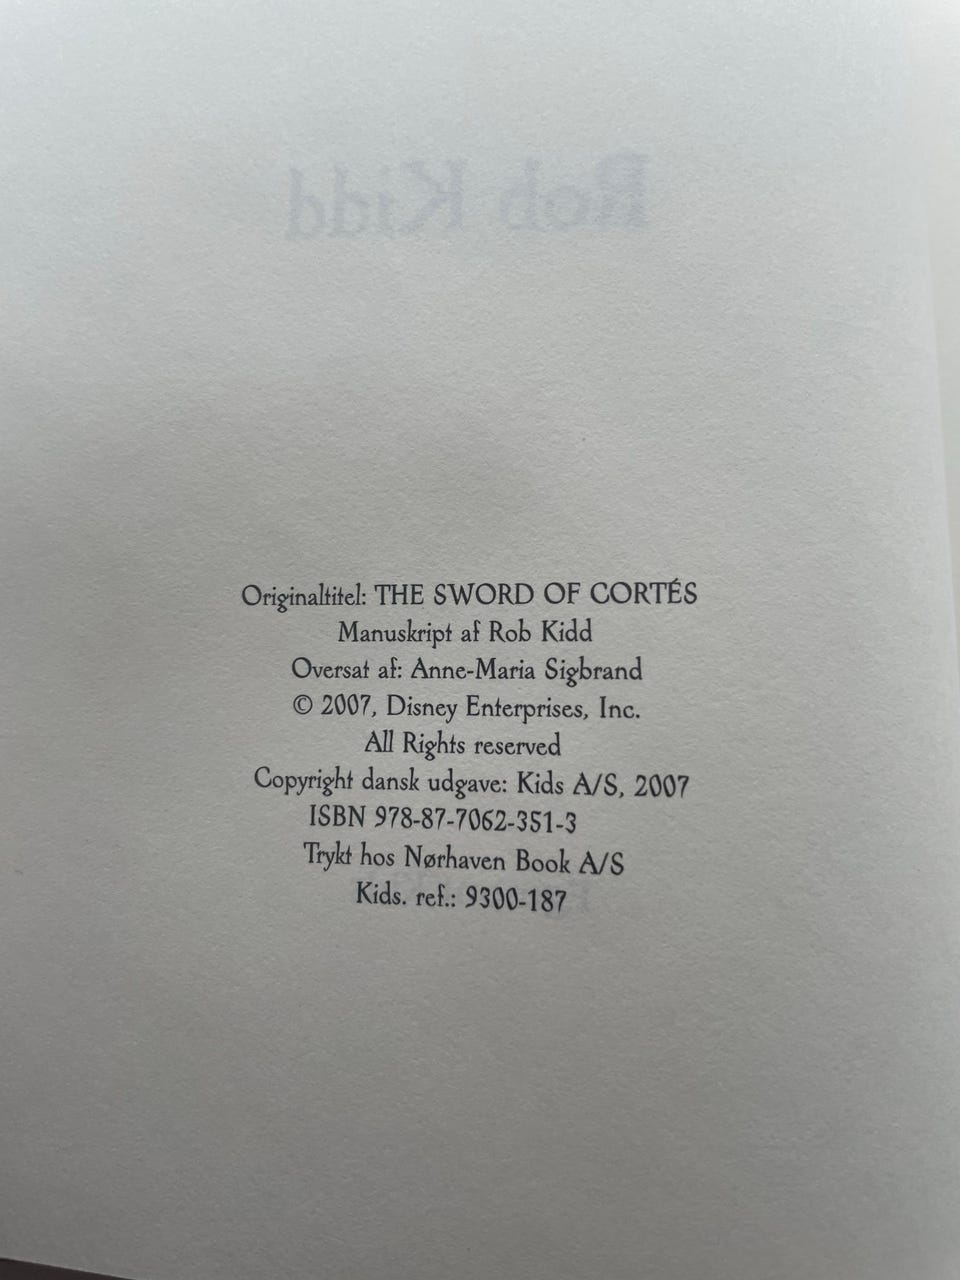 Rob Kidd
Originaltitel: THE SWORD OF CORTÉS
Manuskript af Rob Kidd
Oversat af: Anne-Maria Sigbrand
© 2007, Disney Enterprises, Inc.
All Rights reserved
Copyright dansk udgave: Kids A/S, 2007
ISBN 978-87-7062-351-3
Trykt hos Nørhaven Book A/S
Kids. ref.: 9300-187